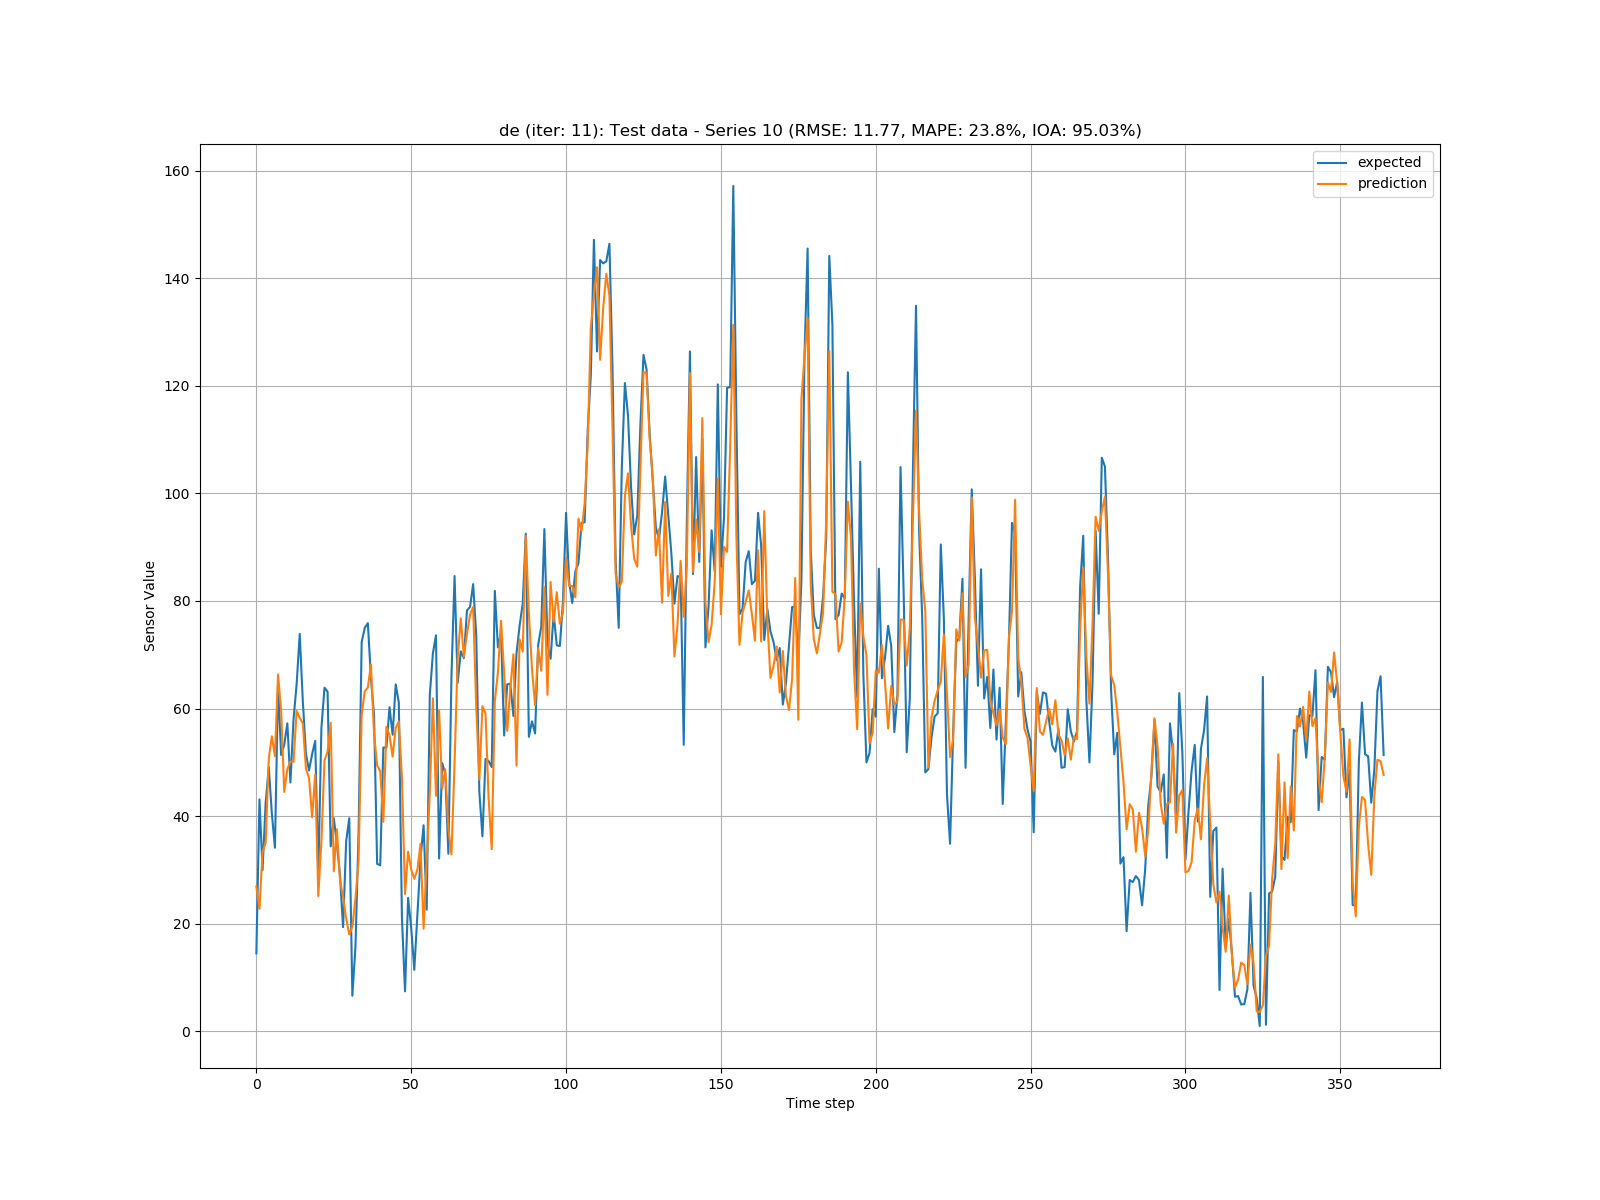 de (iter: 11): Test data - Series 10 (RMSE: 11.77, MAPE: 23.8%, IOA: 95.03%)
expected
prediction
160
140
120
100
80
60
40
20
0
Sensor Value
0 50 100 150 200 250 300 350
Time step